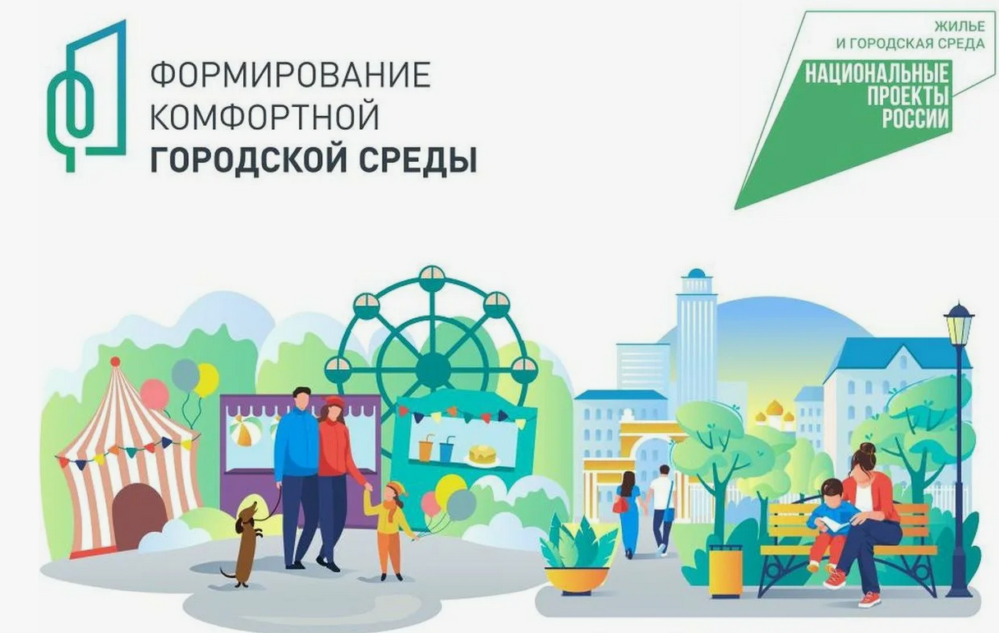 ФОРМИРОВАНИЕ
КОМФОРТНОЙ
ГОРОДСКОЙ СРЕДЫ
ЖИЛЬЕ
И ГОРОДСКАЯ СРЕДА
НАЦИОНАЛЬНЫЕ
ПРОЕКТЫ
РОССИИ